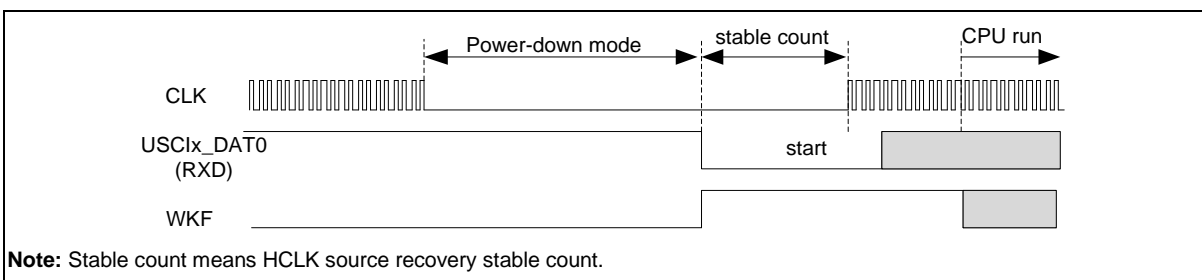 Power-down mode stable count CPU run
CLK
USCIx_DAT0 start
(RXD)
WKF
Note: Stable count means HCLK source recovery stable count.